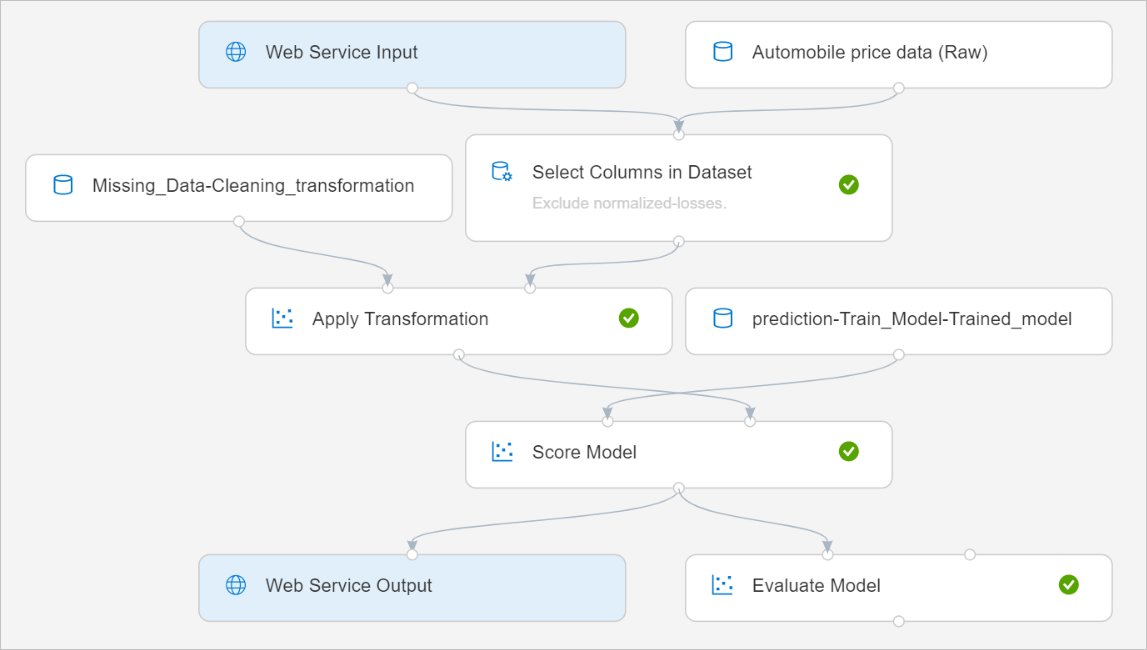 Web Service Input
Automobile price data (Raw)
Select Columns in Dataset
Exclude normalized-losses.
Missing_Data-Cleaning_transformation
Apply Transformation
prediction-Train_Model-Trained_model
Score Model
Web Service Output
Evaluate Model